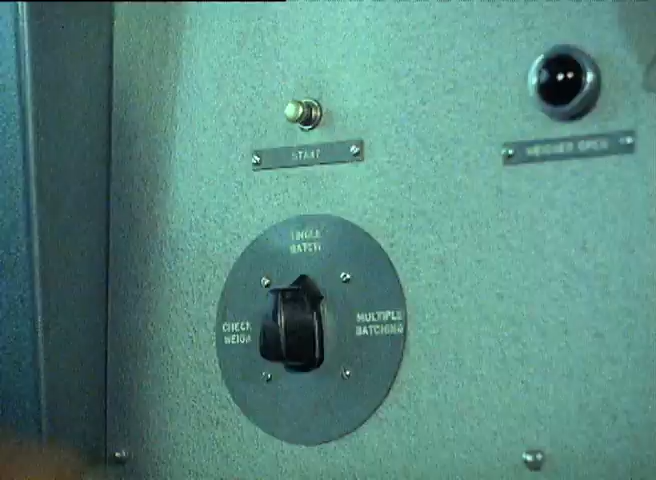 START
WEIGHER OPEN
SINGLE
BATCH
CHECK
WEIGH
MULTIPLE
BATCHING